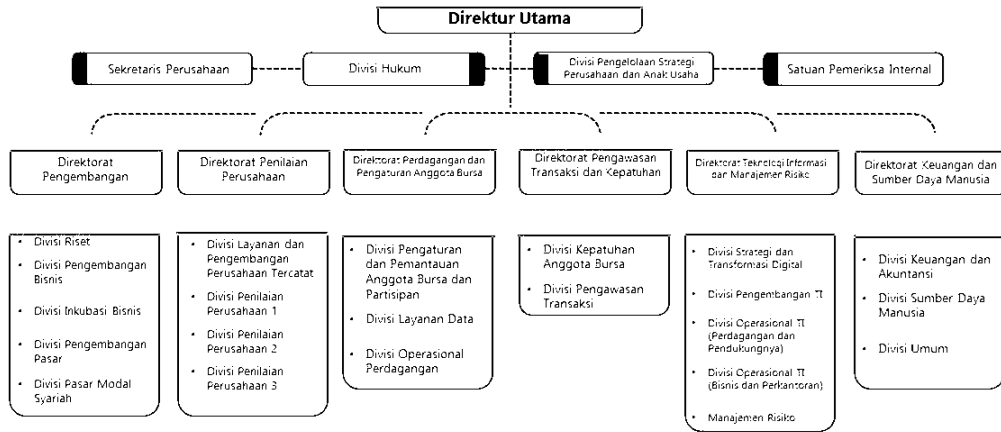 Direktur Utama
Sekretaris Perusahaan
Divisi Hukum
Divisi Pengelolaan Strategi
Perusahaan dan Anak Usaha
Satuan Pemeriksa Internal
Direktorat
Pengembangan
Direktorat Penilaian
Perusahaan
Direktorat Perdagangan dan
Pengaturan Anggota Bursa
Direktorat Pengawasan
Transaksi dan Kepatuhan
Direktorat Teknologi Informasi
dan Manajemen Risiko
Direktorat Keuangan dan
Sumber Daya Manusia
• Divisi Riset
• Divisi Pengembangan
Bisnis
• Divisi Inkubasi Bisnis
• Divisi Pengembangan
Pasar
• Divisi Pasar Modal
Syariah
• Divisi Layanan dan
Pengembangan
Perusahaan Tercatat
• Divisi Penilaian
Perusahaan 1
• Divisi Penilaian
Perusahaan 2
• Divisi Penilaian
Perusahaan 3
• Divisi Pengaturan
dan Pemantauan
Anggota Bursa dan
Partisipan
• Divisi Layanan Data
• Divisi Operasional
Perdagangan
• Divisi Kepatuhan
Anggota Bursa
• Divisi Pengawasan
Transaksi
• Divisi Strategi dan
Transformasi Digital
• Divisi Pengembangan TI
• Divisi Operasional TI
(Perdagangan dan
Pendukungnya)
• Divisi Operasional TI
(Bisnis dan Perkantoran)
• Manajemen Risiko
• Divisi Keuangan dan
Akuntansi
• Divisi Sumber Daya
Manusia
• Divisi Umum